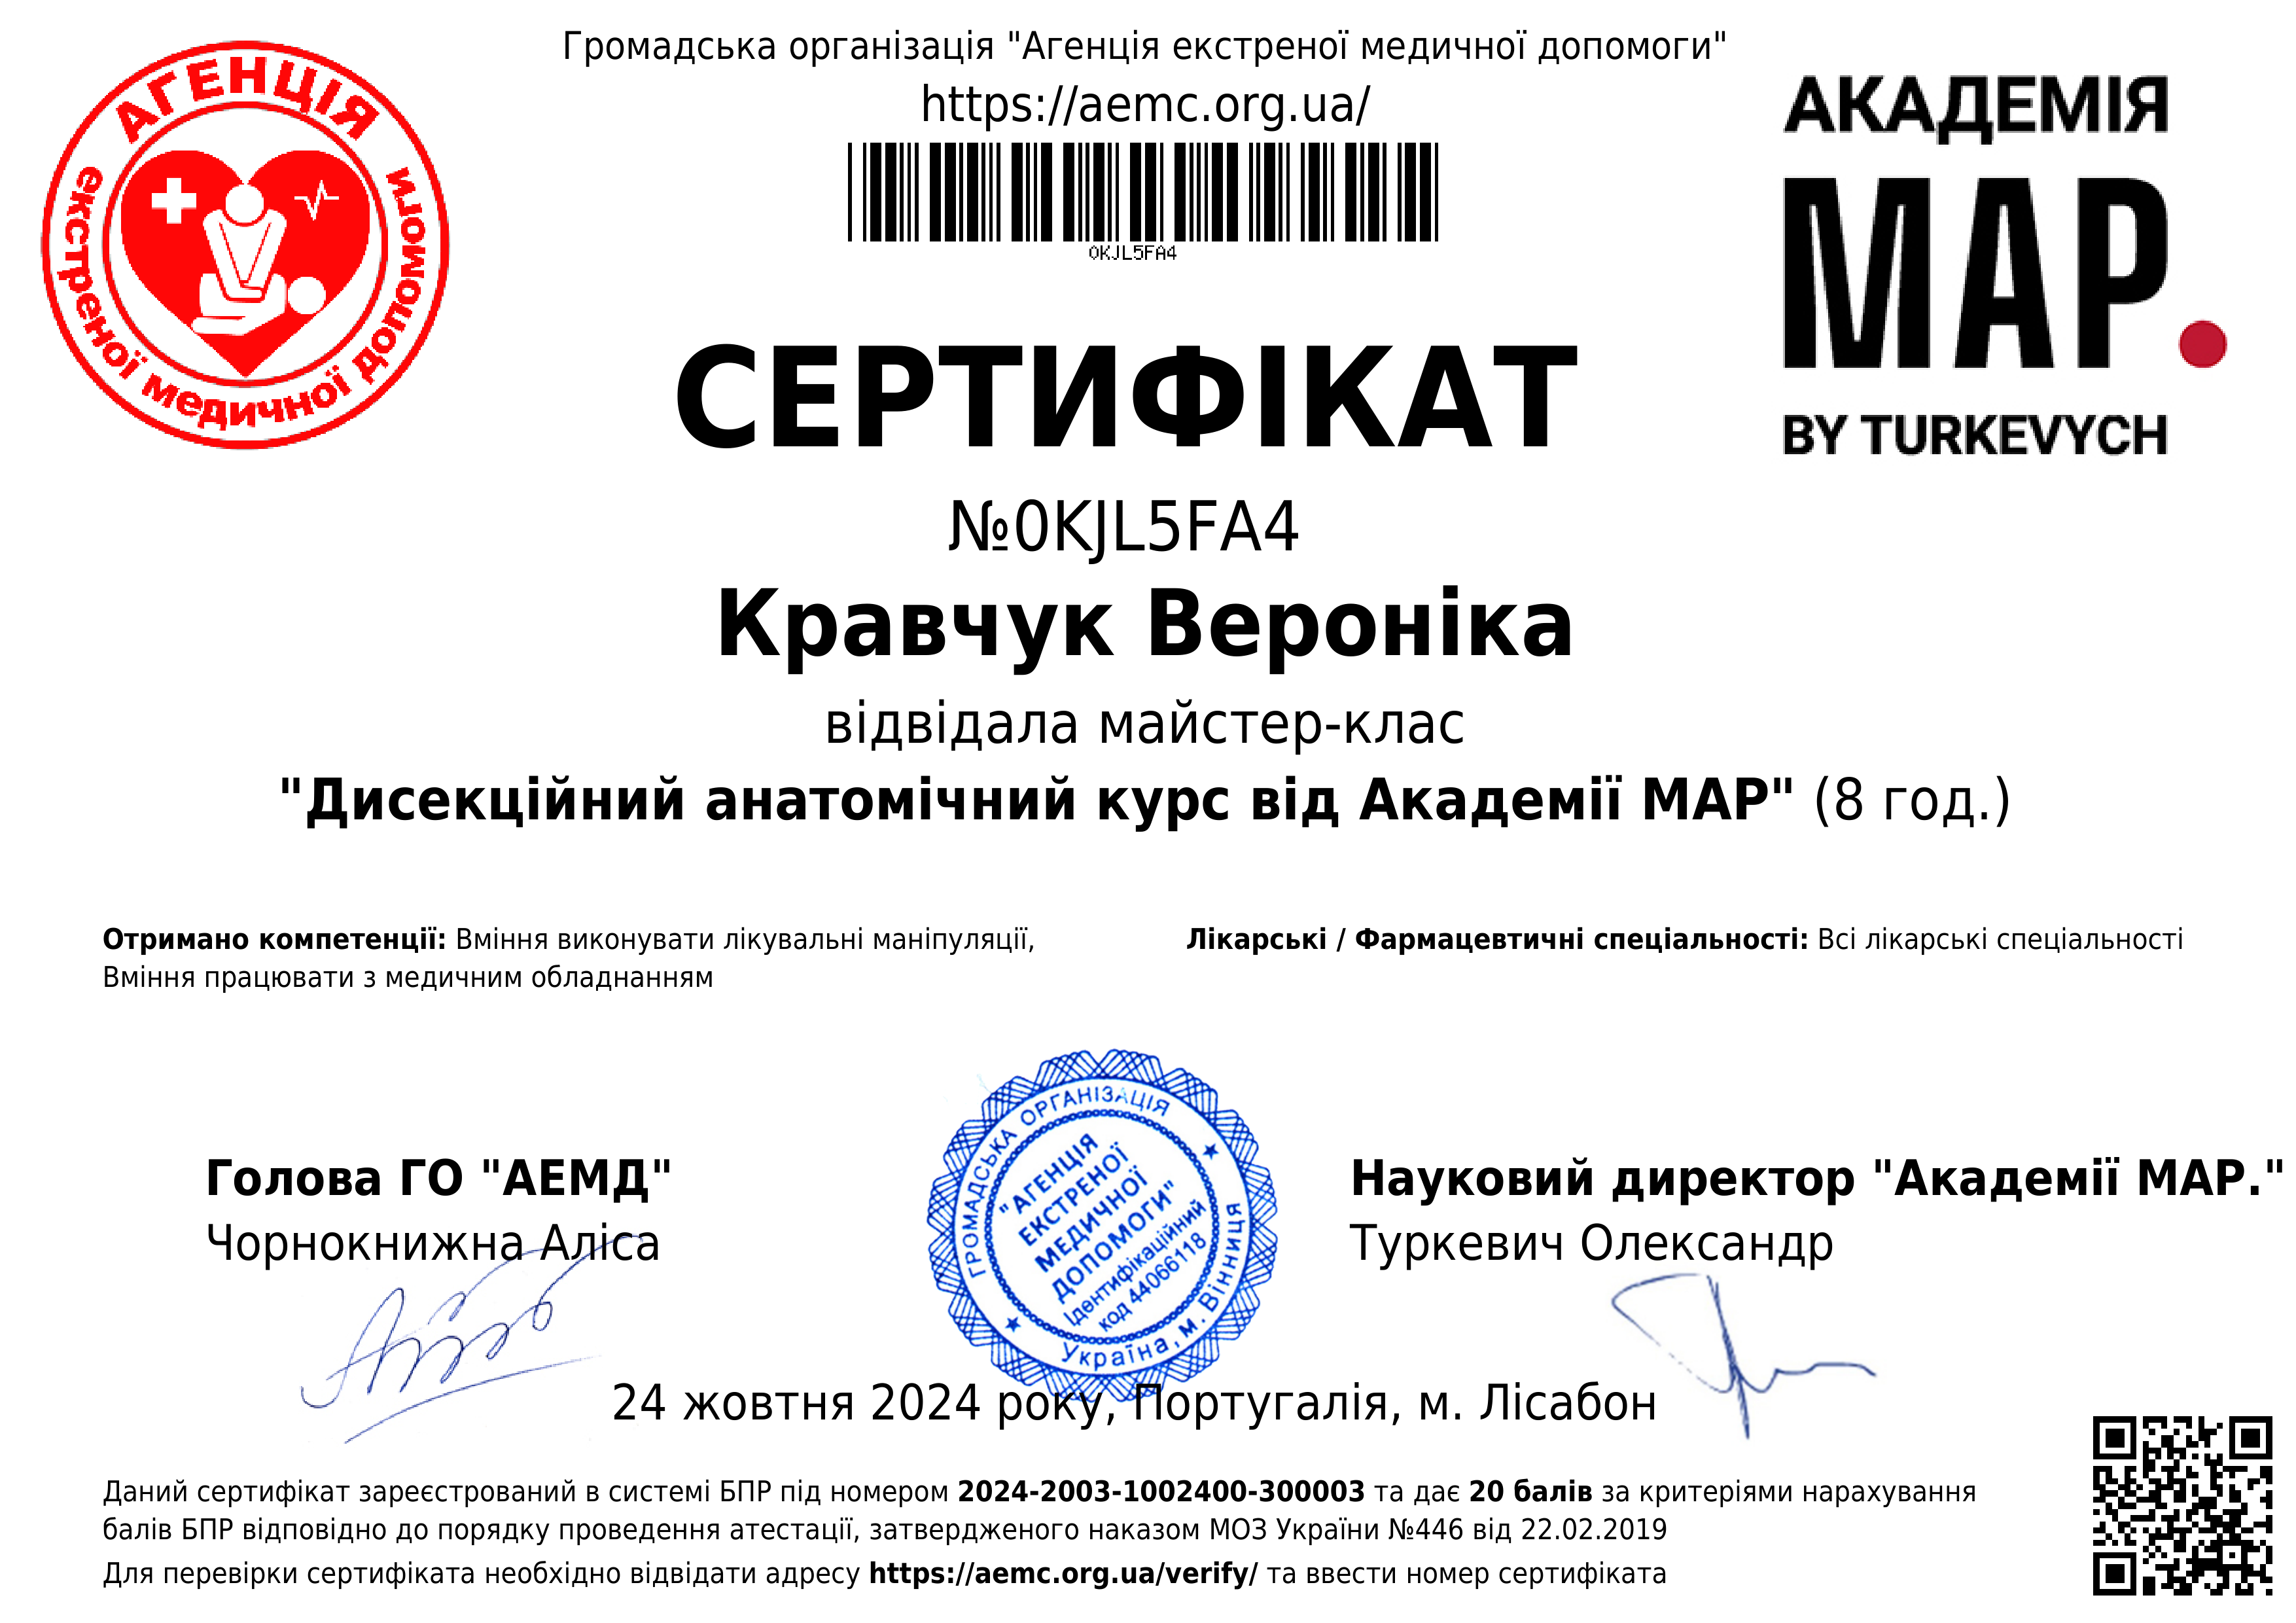 Громадська організація "Агенція екстреної медичної допомоги"
https://aemc.org.ua/
АГЕНЦІЯ
екстреної медичної допомоги
0KJL5FA4
АКАДЕМІЯ
МАР.
BY TURKEVYCH
СЕРТИФІКАТ
№0KJL5FA4
Кравчук Вероніка
відвідала майстер-клас
"Дисекційний анатомічний курс від Академії МАР" (8 год.)
Отримано компетенції: Вміння виконувати лікувальні маніпуляції,
Вміння працювати з медичним обладнанням
Лікарські / Фармацевтичні спеціальності: Всі лікарські спеціальності
Голова ГО "АЕМД"
Чорнокнижна Аліса
ГРОМАДСЬКА ОРГАНІЗАЦІЯ
"АГЕНЦІЯ
ЕКСТРЕНОЇ
МЕДИЧНОЇ
ДОПОМОГИ"
Ідентифікаційний
код 44066118
Україна, м. Вінниця
Науковий директор "Академії МАР."
Туркевич Олександр
24 жовтня 2024 року, Португалія, м. Лісабон
Даний сертифікат зареєстрований в системі БПР під номером 2024-2003-1002400-300003 та дає 20 балів за критеріями нарахування
балів БПР відповідно до порядку проведення атестації, затвердженого наказом МОЗ України №446 від 22.02.2019
Для перевірки сертифіката необхідно відвідати адресу https://aemc.org.ua/verify/ та ввести номер сертифіката